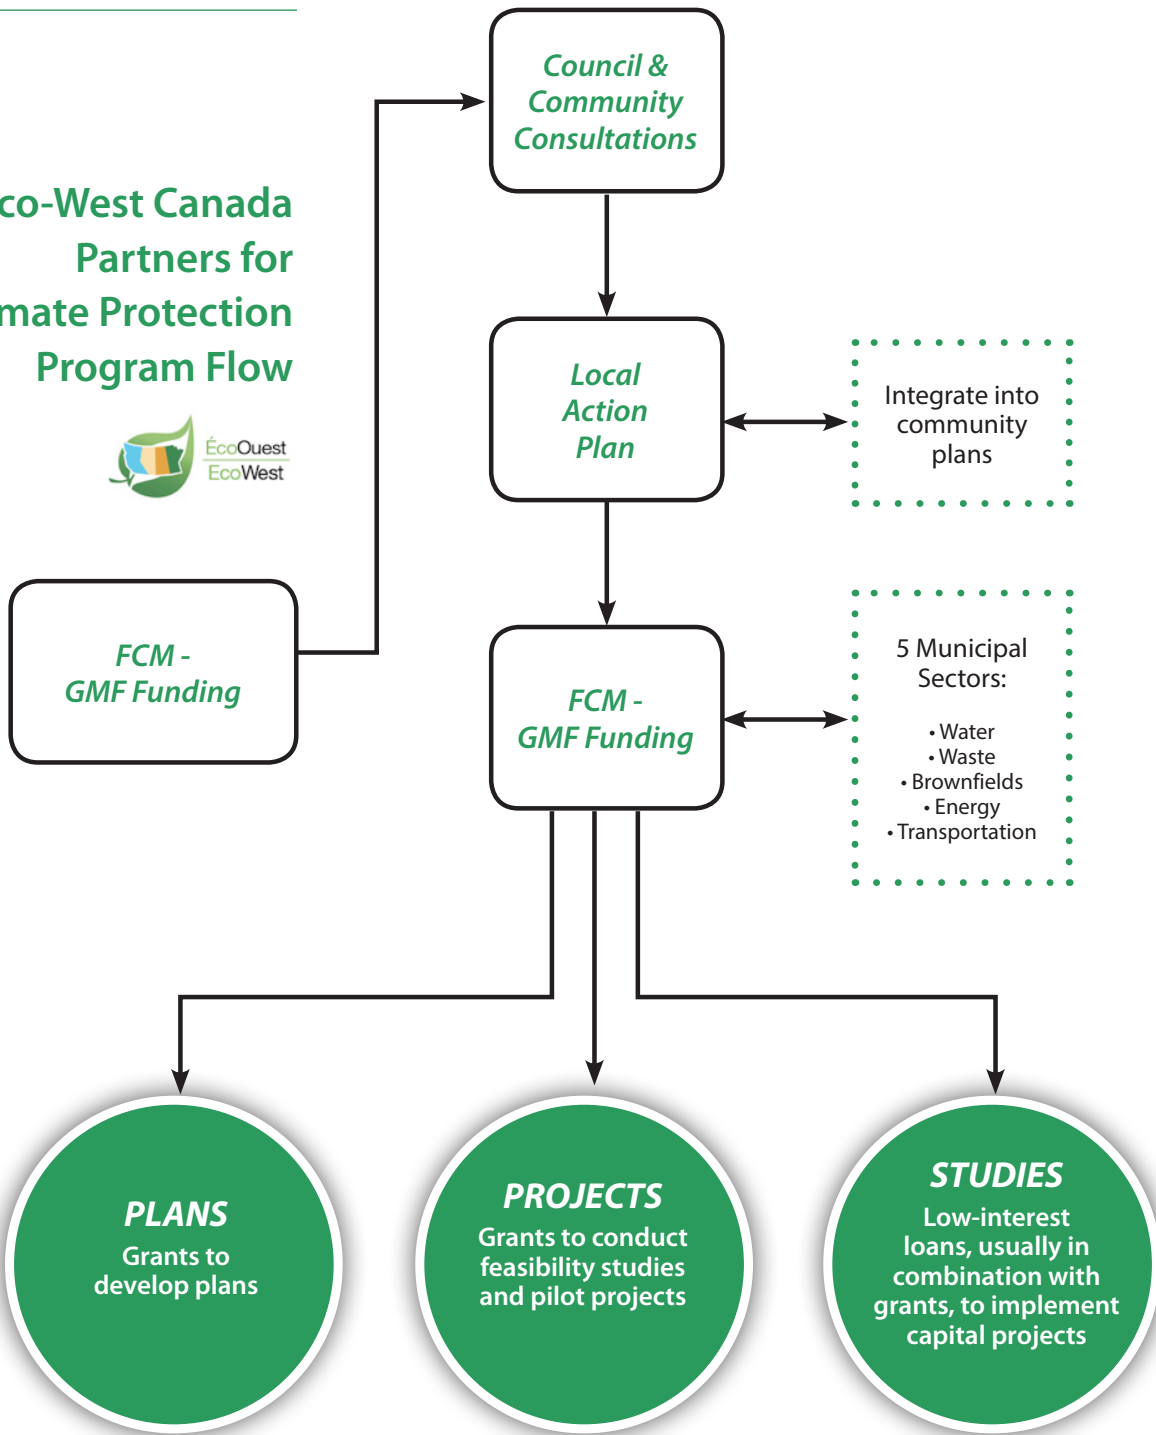 Council &
Community
Consultations
co-West Canada
Partners for
mate Protection
Program Flow
ÉcoOuest
EcoWest
Local
Action
Plan
Integrate into
community
plans
FCM -
GMF Funding
FCM -
GMF Funding
5 Municipal
Sectors:
• Water
• Waste
• Brownfields
• Energy
• Transportation
PLANS
Grants to
develop plans
PROJECTS
Grants to conduct
feasibility studies
and pilot projects
STUDIES
Low-interest
loans, usually in
combination with
grants, to implement
capital projects